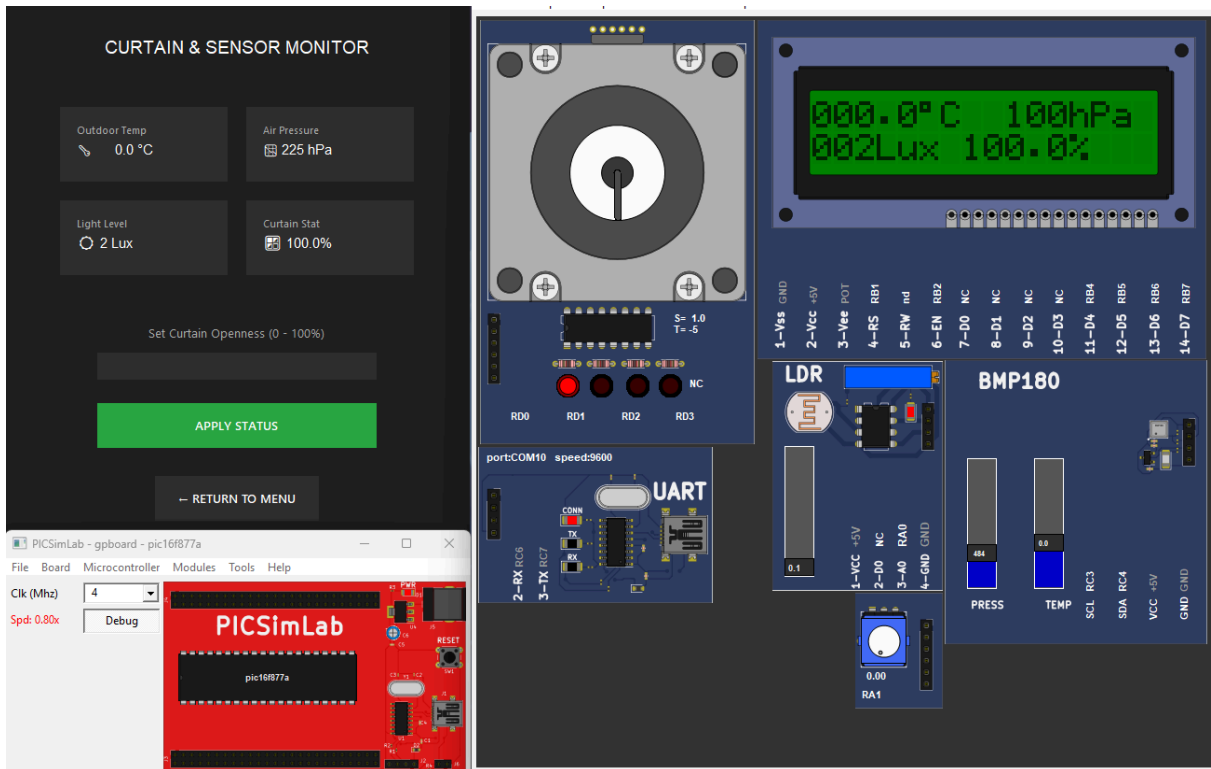 CURTAIN & SENSOR MONITOR
Outdoor Temp
0.0 °C
Air Pressure
225 hPa
Light Level
2 Lux
Curtain Stat
100.0%
Set Curtain Openness (0 - 100%)
APPLY STATUS
← RETURN TO MENU
PICSimLab - gpboard - pic16f877a
File Board Microcontroller Modules Tools Help
Clk (Mhz) 4
Spd: 0.80x Debug
PWR
PICSimLab
RESET
pic16f877a
S= 1.0
T= -5
NC
RD0 RD1 RD2 RD3
port:COM10 speed:9600
UART
CONN
TX
RX
2-RX RC6
3-TX RC7
000.0°C 100hPa
002Lux 100.0%
1-Vss GND
2-Vcc +5V
3-Vee POT
4-RS RB1
5-RW nd
6-EN RB2
7-D0 NC
8-D1 NC
9-D2 NC
10-D3 NC
11-D4 RB4
12-D5 RB5
13-D6 RB6
14-D7 RB7
LDR
0.1
1-VCC +5V
2-D0 NC
3-A0 RA0
4-GND GND
BMP180
484
0.0
PRESS TEMP
SCL RC3
SDA RC4
VCC +5V
GND GND
0.00
RA1